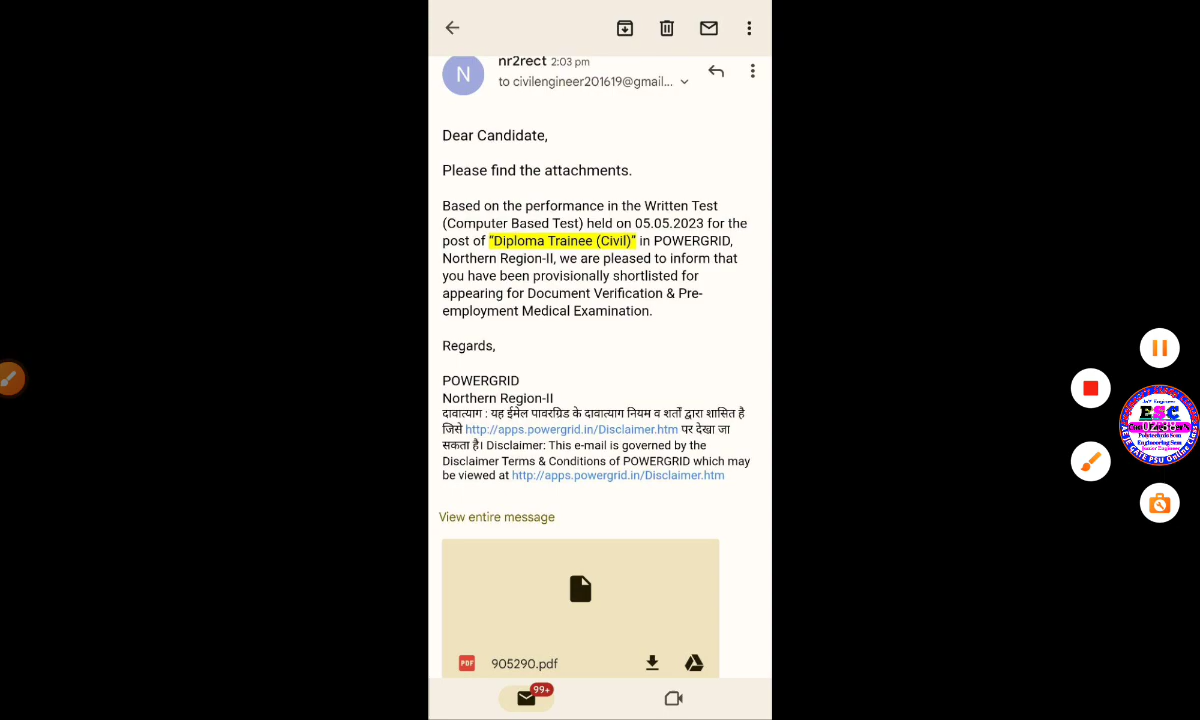 nr2rect 2:03 pm
N
to civilengineer201619@gmail...
Dear Candidate,
Please find the attachments.
Based on the performance in the Written Test
(Computer Based Test) held on 05.05.2023 for the
post of "Diploma Trainee (Civil)" in POWERGRID,
Northern Region-II, we are pleased to inform that
you have been provisionally shortlisted for
appearing for Document Verification & Pre-
employment Medical Examination.
Regards,
POWERGRID
Northern Region-II
दावात्याग : यह ईमेल पावरग्रिड के दावात्याग नियम व शर्तों द्वारा शासित है
जिसे http://apps.powergrid.in/Disclaimer.htm पर देखा जा
सकता है। Disclaimer: This e-mail is governed by the
Disclaimer Terms & Conditions of POWERGRID which may
be viewed at http://apps.powergrid.in/Disclaimer.htm
View entire message
PDF 905290.pdf
99+
ESC
02:38